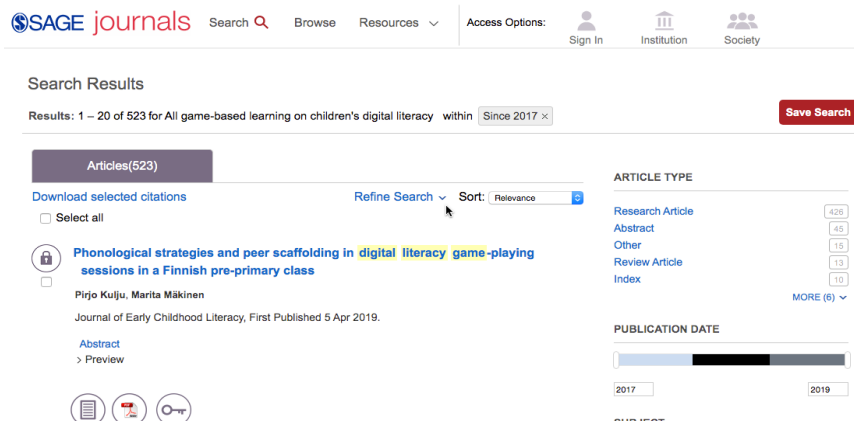 SAGE journals Search Browse Resources Access Options: Sign In Institution Society
Search Results
Results: 1 – 20 of 523 for All game-based learning on children's digital literacy within Since 2017 ×
Save Search
Articles(523)
Download selected citations Refine Search Sort: Relevance
Select all
Phonological strategies and peer scaffolding in digital literacy game-playing
sessions in a Finnish pre-primary class
Pirjo Kulju, Marita Mäkinen
Journal of Early Childhood Literacy, First Published 5 Apr 2019.
Abstract
> Preview
ARTICLE TYPE
Research Article 426
Abstract 45
Other 15
Review Article 13
Index 10
MORE (6)
PUBLICATION DATE
2017 2019
SUBJECT